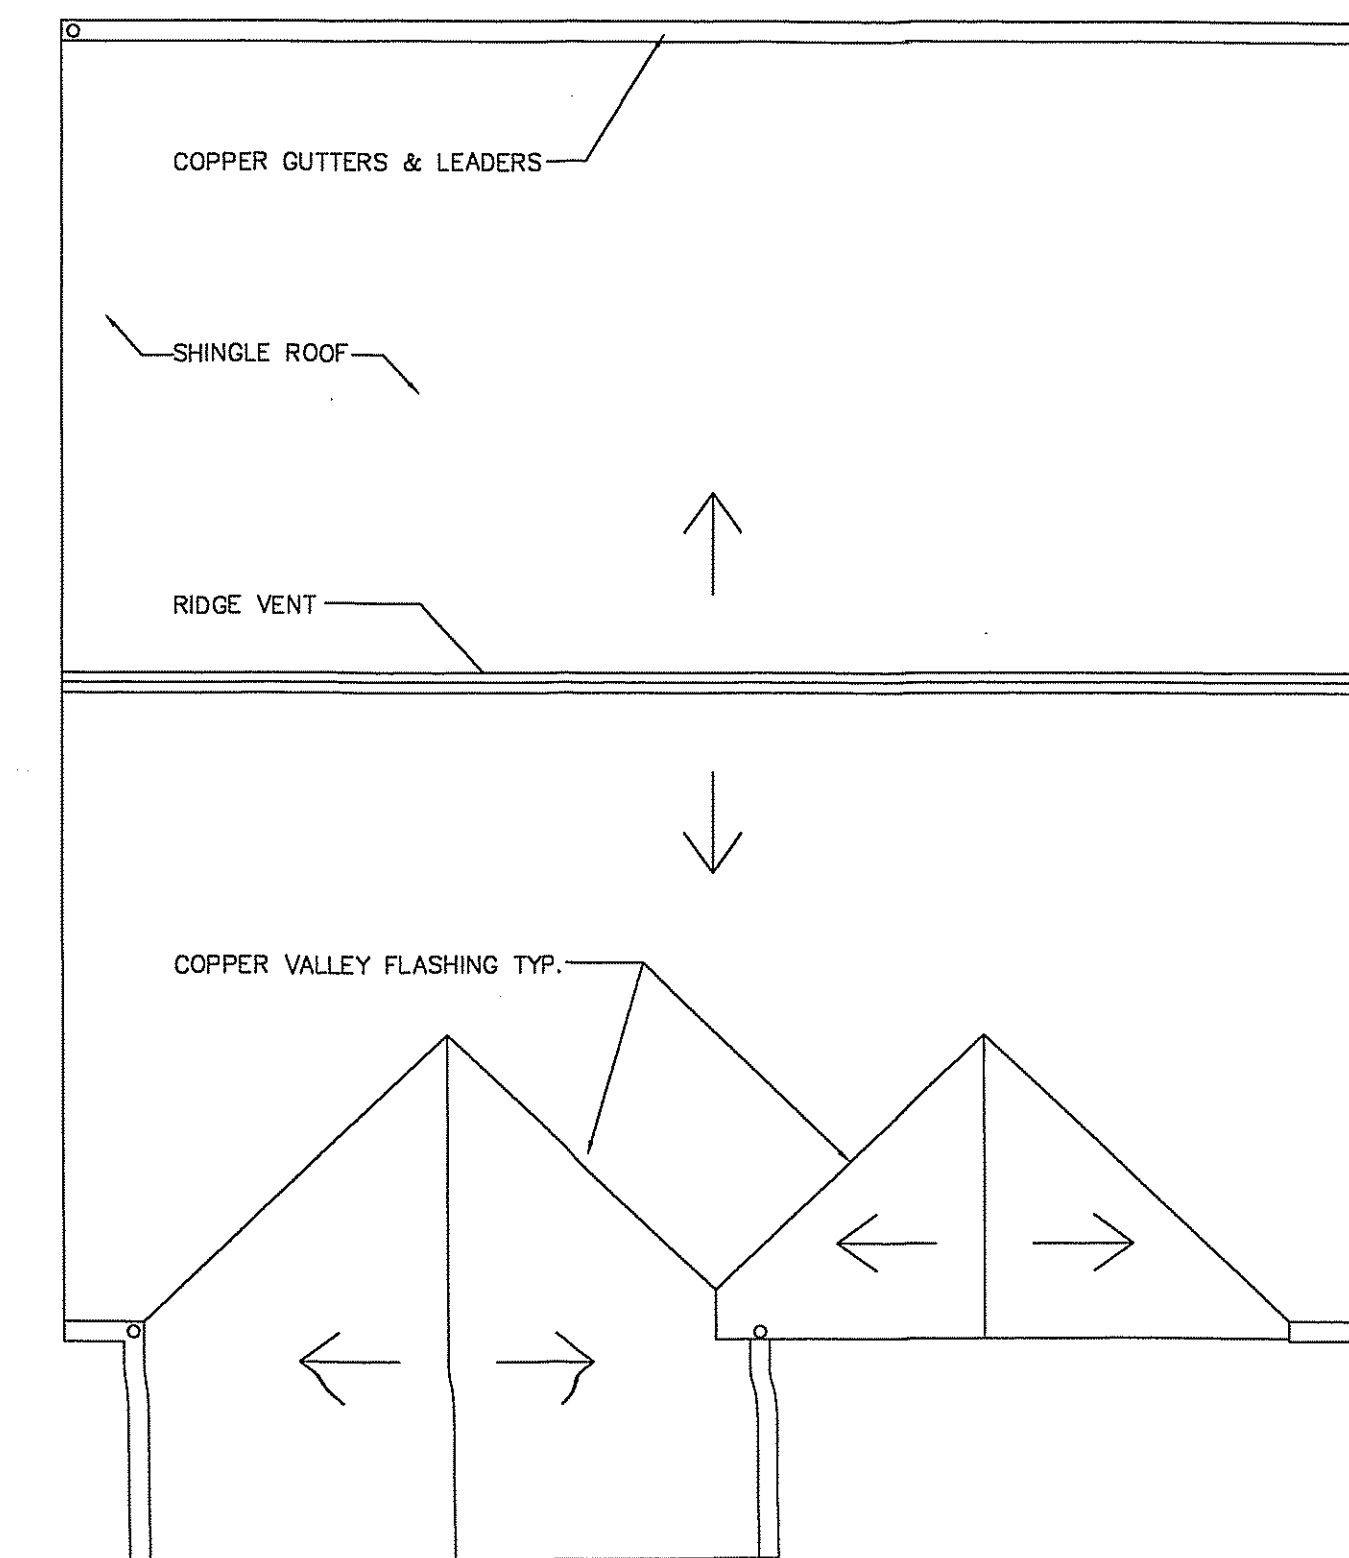 COPPER GUTTERS & LEADERS
SHINGLE ROOF
RIDGE VENT
COPPER VALLEY FLASHING TYP.